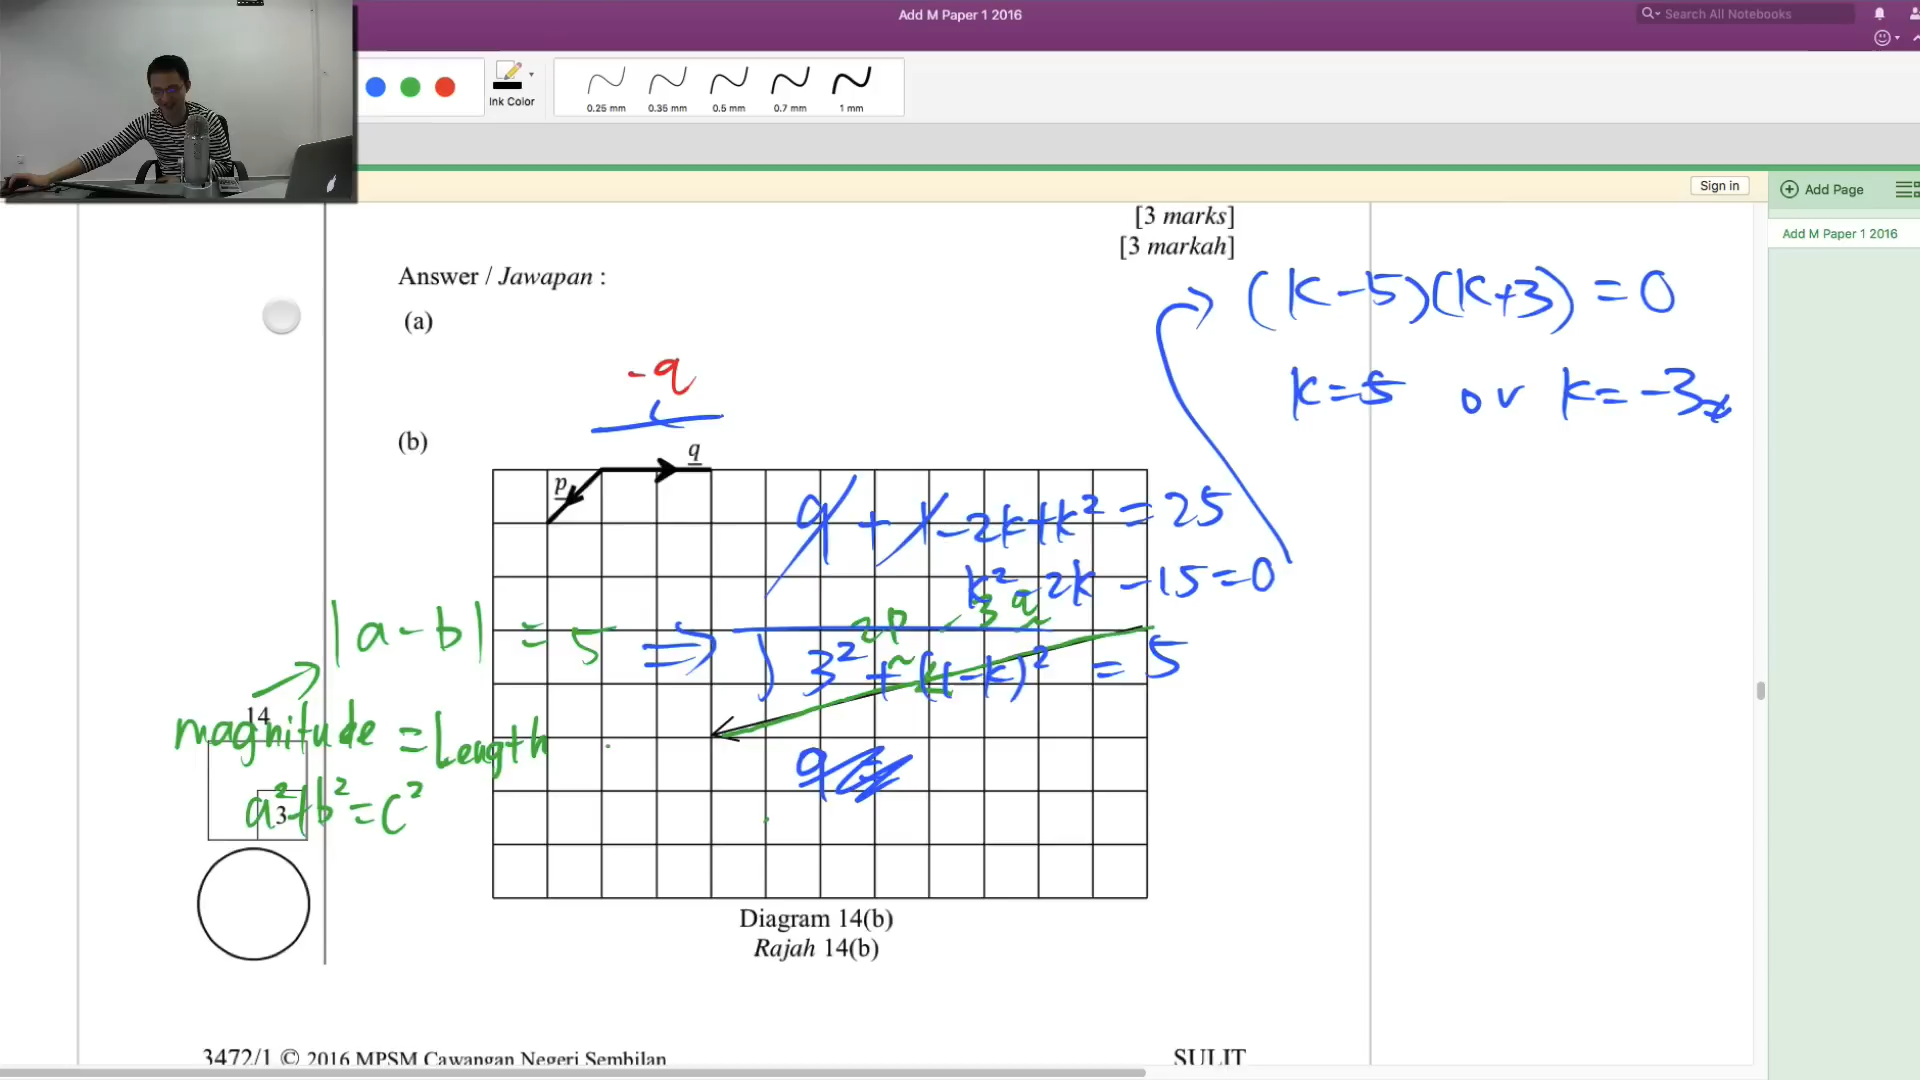 Add M Paper 1 2016
Search All Notebooks
Ink Color
0.25 mm
0.35 mm
0.5 mm
0.7 mm
1 mm
Sign in
Add Page
Add M Paper 1 2016
[3 marks]
[3 markah]
Answer / Jawapan :
(a)
(k-5)(k+3) = 0
k=5 or k= -3
-q
(b)
q
p
9 + 1 -2k+k² = 25
k² - 2k - 15 = 0
2p - 3q
|a-b| = 5 ⇒ √3² + (1-k)² = 5
14
magnitude = Length
9
a²+b²=c²
3
Diagram 14(b)
Rajah 14(b)
3472/1 © 2016 MPSM Cawangan Negeri Sembilan
SULIT